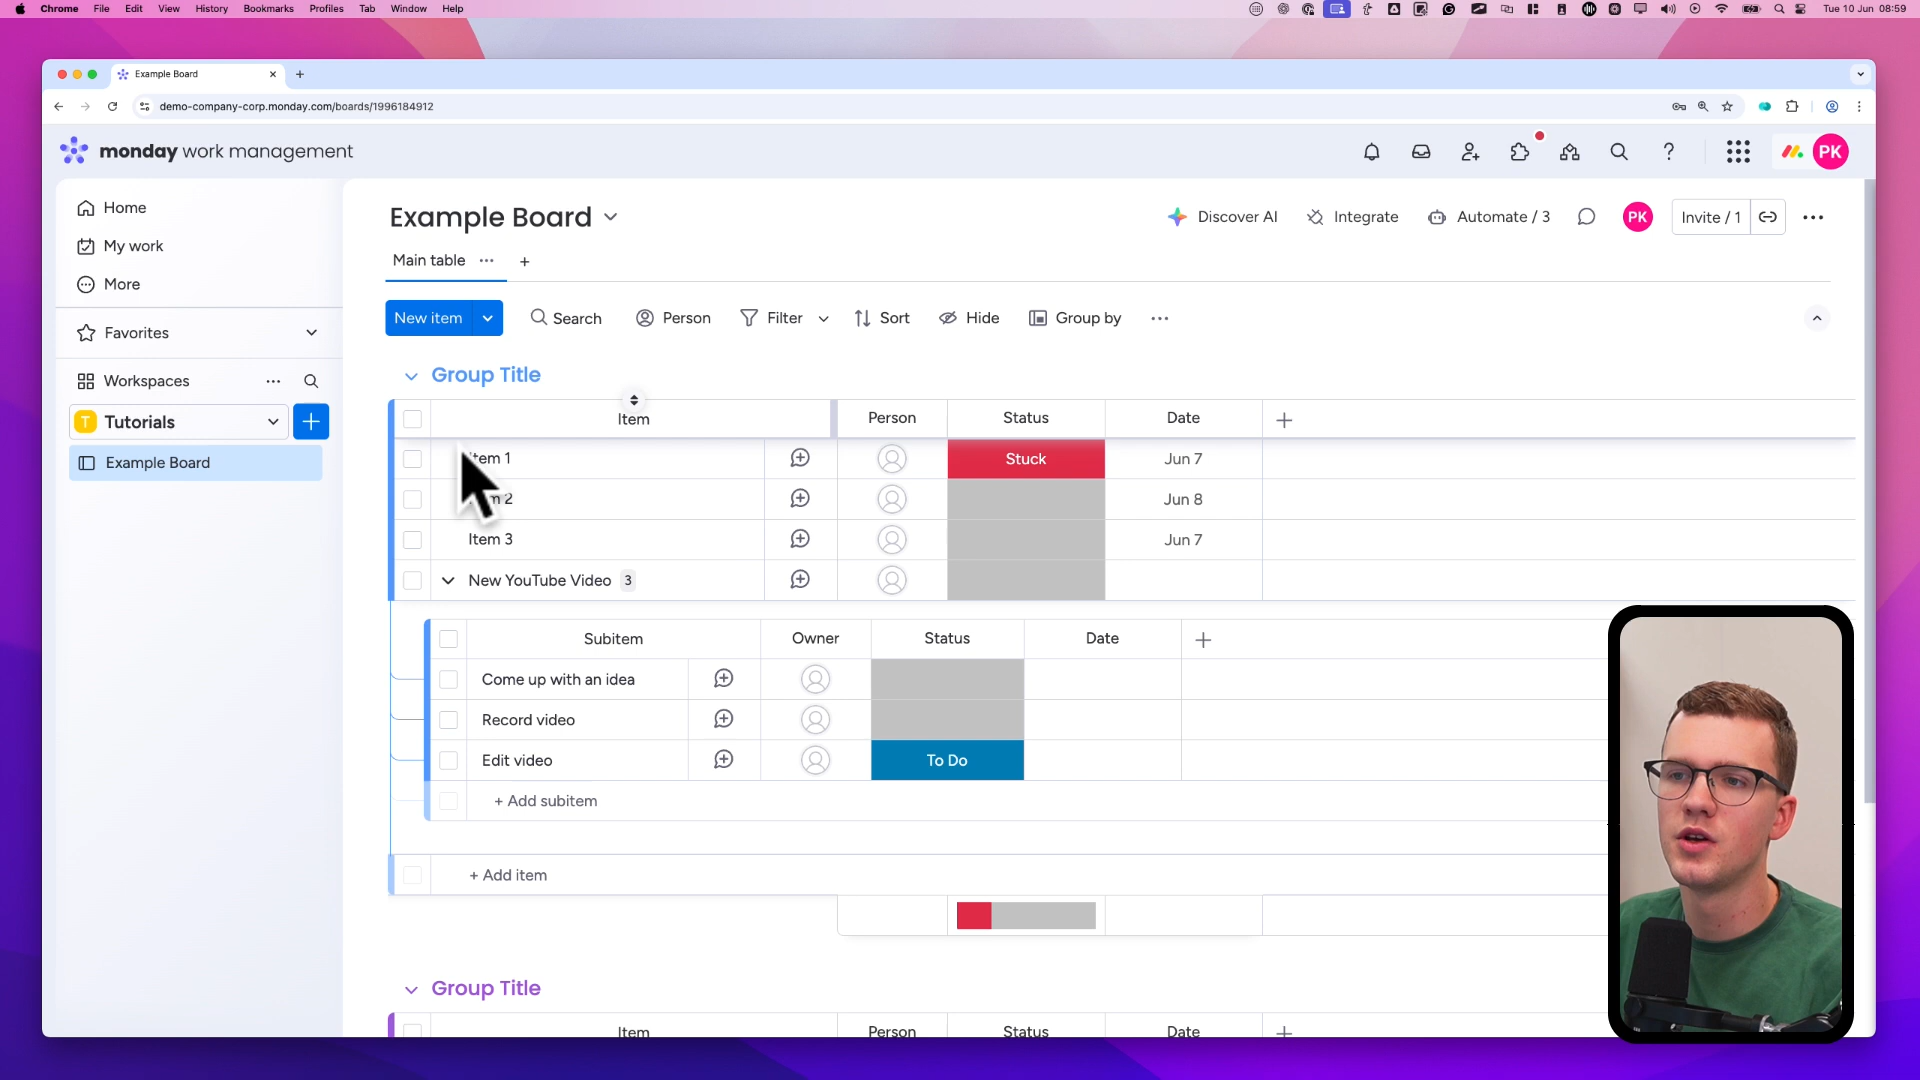 Chrome File Edit View History Bookmarks Profiles Tab Window Help
Tue 10 Jun 08:59
Example Board
demo-company-corp.monday.com/boards/1996184912
monday work management
PK
Home
My work
More
Favorites
Workspaces
T Tutorials
Example Board
Example Board
Discover AI
Integrate
Automate / 3
PK
Invite / 1
Main table
New item
Search
Person
Filter
Sort
Hide
Group by
Group Title
Item Person Status Date
Item 1 Stuck Jun 7
2 Jun 8
Item 3 Jun 7
New YouTube Video 3
Subitem Owner Status Date
Come up with an idea
Record video
Edit video To Do
+ Add subitem
+ Add item
Group Title
Item Person Status Date